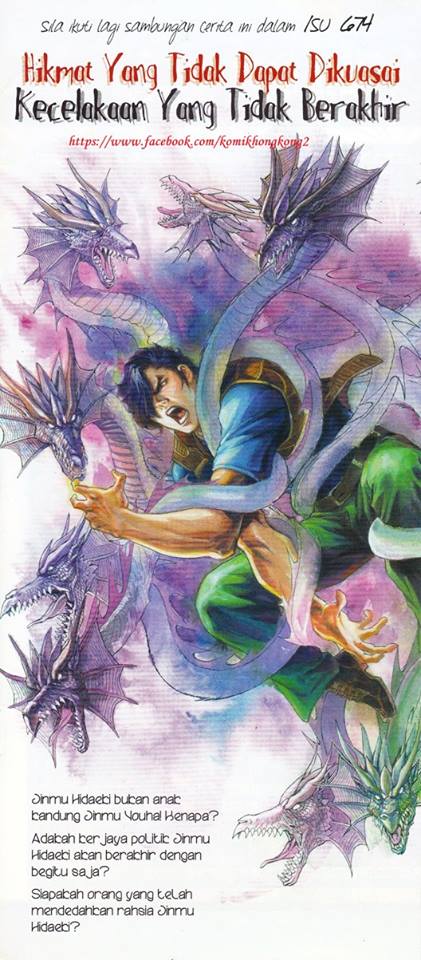 Sila ikuti lagi sambungan cerita ini dalam ISU 674
Hikmat Yang Tidak Dapat Dikuasai
Kecelakaan Yang Tidak Berakhir
https://www.facebook.com/komikhongkong2
Jinmu Hidaeki bukan anak
kandung Jinmu Youha! Kenapa?
Adakah kerjaya politik Jinmu
Hidaeki akan berakhir dengan
begitu saja?
Siapakah orang yang telah
mendedahkan rahsia Jinmu
Hidaeki?